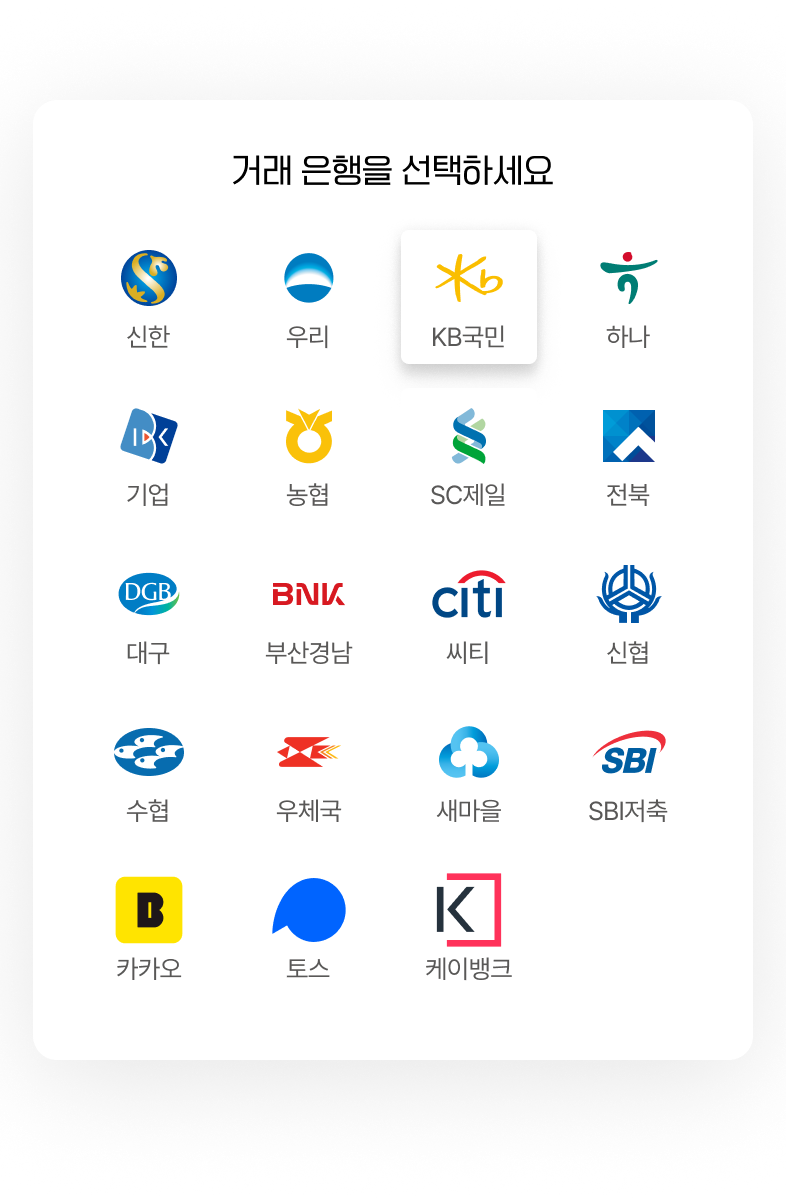 거래 은행을 선택하세요
Kb
신한 우리 KB국민 하나
IBK
기업 농협 SC제일 전북
DGB BNK citi
대구 부산경남 씨티 신협
SBI
수협 우체국 새마을 SBI저축
B K
카카오 토스 케이뱅크